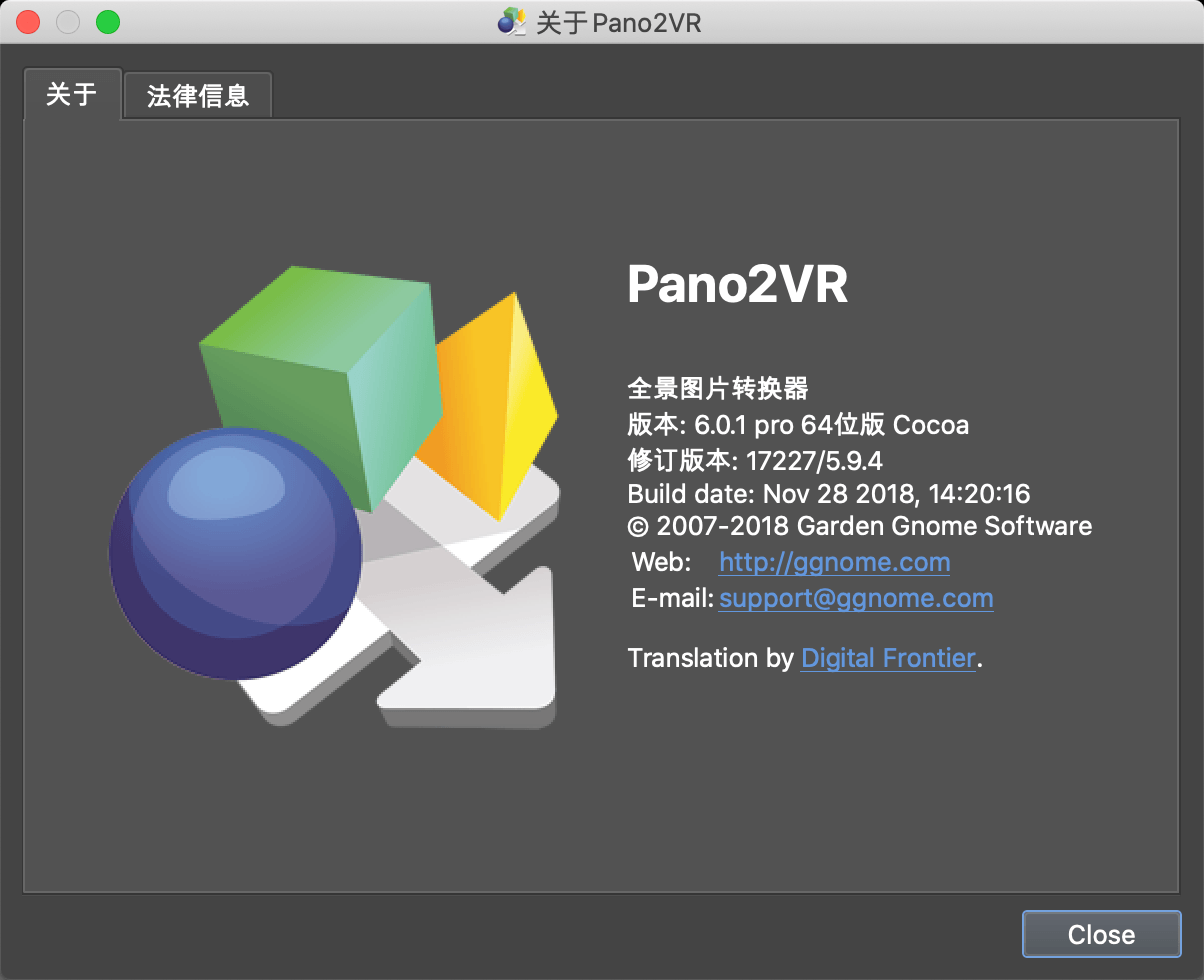 关于Pano2VR
关于
法律信息
Pano2VR
全景图片转换器
版本: 6.0.1 pro 64位版 Cocoa
修订版本: 17227/5.9.4
Build date: Nov 28 2018, 14:20:16
© 2007-2018 Garden Gnome Software
Web: http://ggnome.com
E-mail: support@ggnome.com
Translation by Digital Frontier.
Close